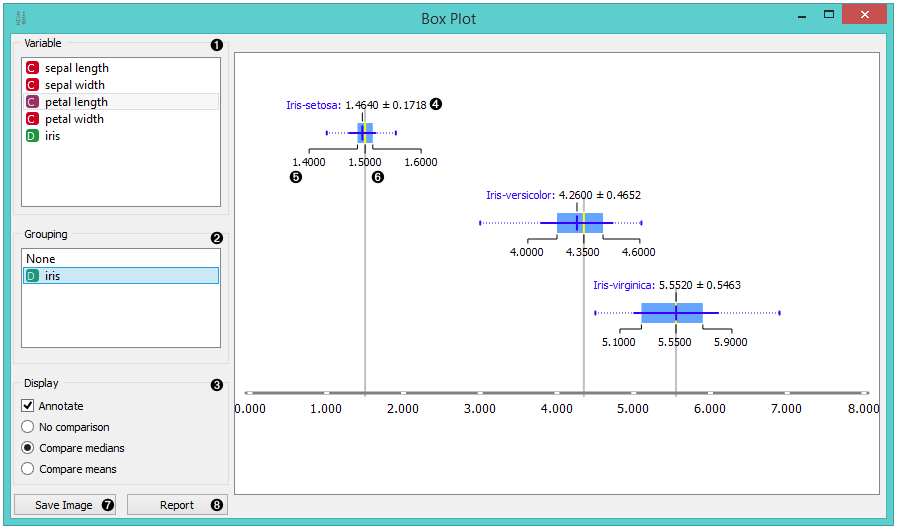 Box Plot
Variable ❶
C sepal length
C sepal width
C petal length
C petal width
D iris
Grouping ❷
None
D iris
Display ❸
Annotate
No comparison
Compare medians
Compare means
Save Image ❼ Report ❽
Iris-setosa: 1.4640 ± 0.1718 ❹
1.4000 1.5000 1.6000
❺ ❻
Iris-versicolor: 4.2600 ± 0.4652
4.0000 4.3500 4.6000
Iris-virginica: 5.5520 ± 0.5463
5.1000 5.5500 5.9000
0.000 1.000 2.000 3.000 4.000 5.000 6.000 7.000 8.000